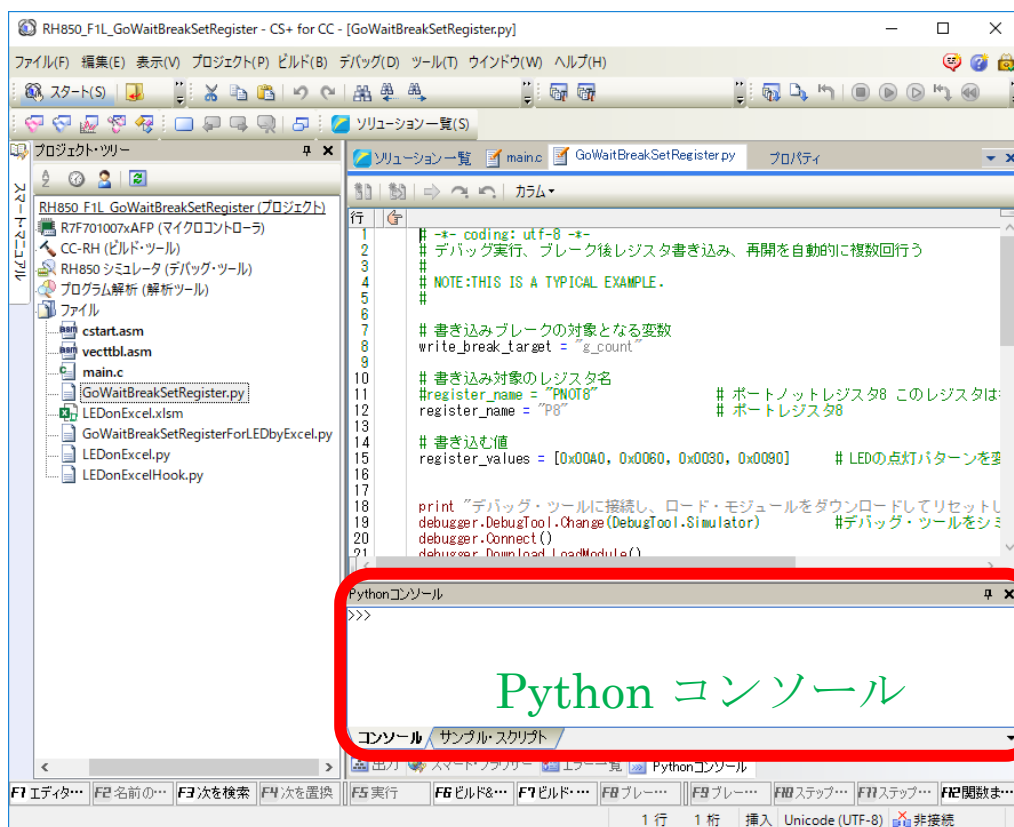 RH850_F1L_GoWaitBreakSetRegister - CS+ for CC - [GoWaitBreakSetRegister.py]
ファイル(F) 編集(E) 表示(V) プロジェクト(P) ビルド(B) デバッグ(D) ツール(T) ウインドウ(W) ヘルプ(H)
スタート(S)
ソリューション一覧(S)
プロジェクト・ツリー
ソリューション一覧 main.c GoWaitBreakSetRegister.py プロパティ
カラム
スマート・マニュアル
RH850_F1L_GoWaitBreakSetRegister (プロジェクト)
R7F701007xAFP (マイクロコントローラ)
CC-RH (ビルド・ツール)
RH850 シミュレータ (デバッグ・ツール)
プログラム解析 (解析ツール)
ファイル
cstart.asm
vecttbl.asm
main.c
GoWaitBreakSetRegister.py
LEDonExcel.xlsm
GoWaitBreakSetRegisterForLEDbyExcel.py
LEDonExcel.py
LEDonExcelHook.py
行
1 # -*- coding: utf-8 -*-
2 # デバッグ実行、ブレーク後レジスタ書き込み、再開を自動的に複数回行う
3 #
4 # NOTE:THIS IS A TYPICAL EXAMPLE.
5 #
6
7 # 書き込みブレークの対象となる変数
8 write_break_target = "g_count"
9
10 # 書き込み対象のレジスタ名
11 #register_name = "PNOT8" # ポートノットレジスタ8 このレジスタは
12 register_name = "P8" # ポートレジスタ8
13
14 # 書き込む値
15 register_values = [0x00A0, 0x0060, 0x0030, 0x0090] # LEDの点灯パターンを変
16
17
18 print "デバッグ・ツールに接続し、ロード・モジュールをダウンロードしてリセットし
19 debugger.DebugTool.Change(DebugTool.Simulator) #デバッグ・ツールをシミ
20 debugger.Connect()
21 debugger.Download.LoadModule()
Pythonコンソール
>>>
Python コンソール
コンソール サンプル・スクリプト
出力 スマート・ブラウザー エラー一覧 Pythonコンソール
F1 エディタ… F2 名前の… F3 次を検索 F4 次を置換 F5 実行 F6 ビルド&… F7 ビルド・… F8 ブレー… F9 ブレー… F10 ステップ… F11 ステップ… F12 関数ま…
1 行 1 桁 挿入 Unicode (UTF-8) 非接続